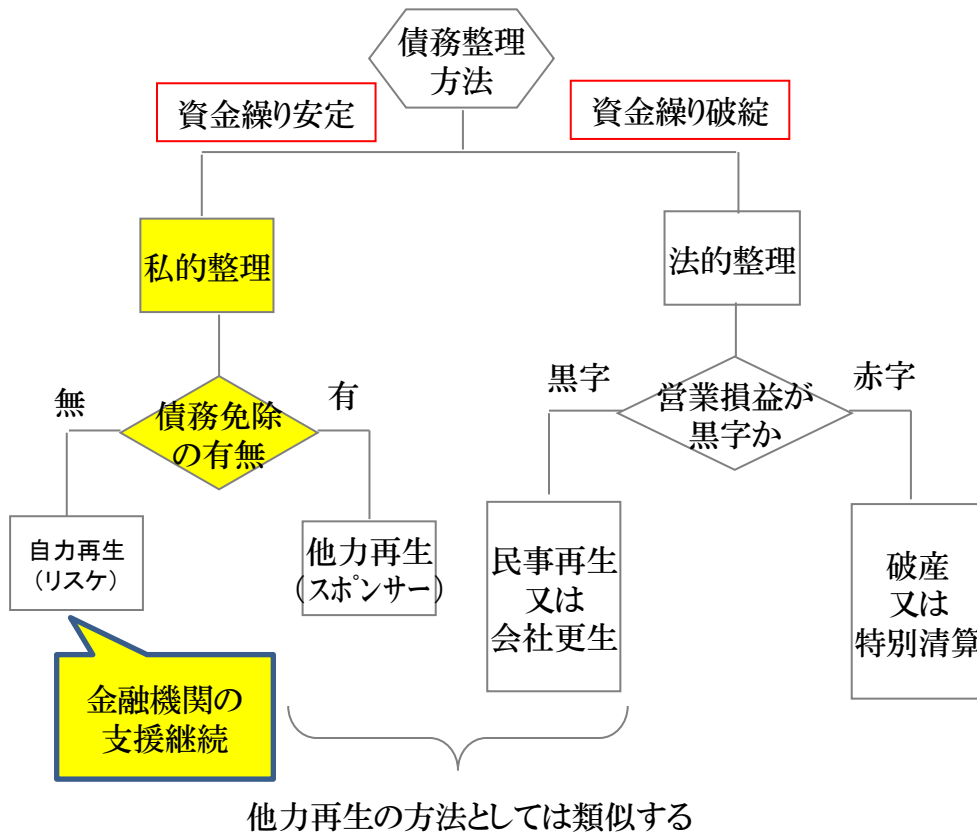 債務整理
方法
資金繰り安定
資金繰り破綻
私的整理
法的整理
無
債務免除
の有無
有
黒字
営業損益が
黒字か
赤字
自力再生
(リスケ)
他力再生
(スポンサー)
民事再生
又は
会社更生
破産
又は
特別清算
金融機関の
支援継続
他力再生の方法としては類似する